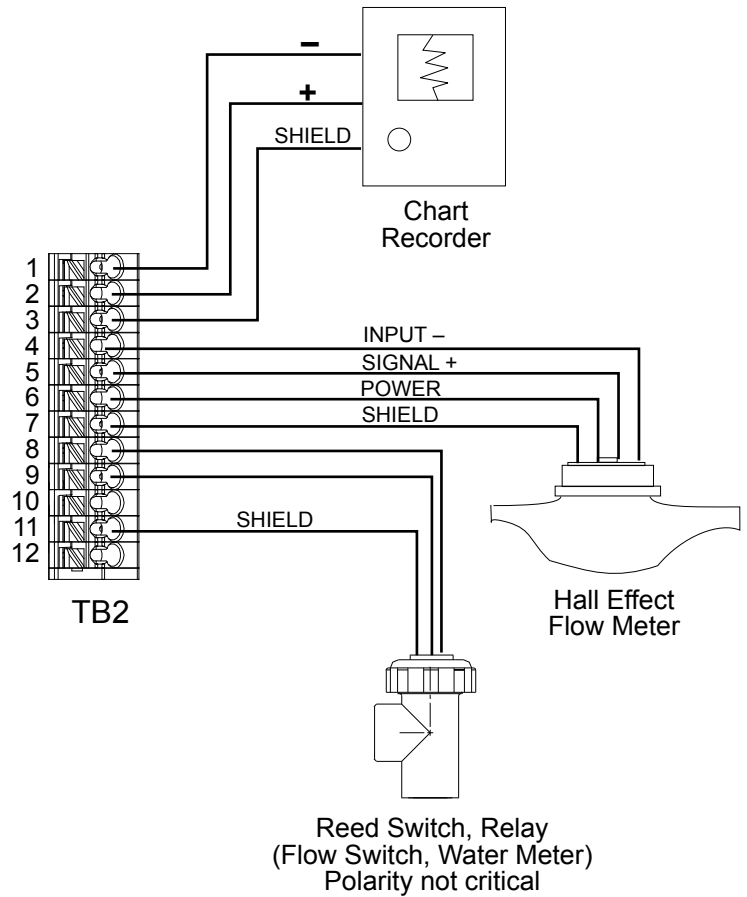 –
+
SHIELD
Chart
Recorder
1
2
3
4
5
6
7
8
9
10
11
12
INPUT –
SIGNAL +
POWER
SHIELD
SHIELD
TB2
Hall Effect
Flow Meter
Reed Switch, Relay
(Flow Switch, Water Meter)
Polarity not critical